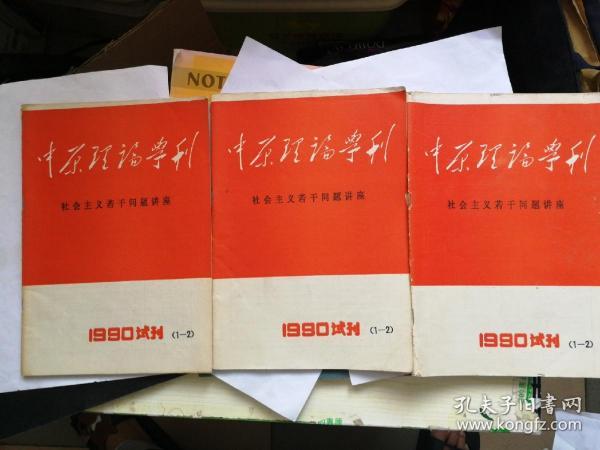 NOT
中原理论学刊
社会主义若干问题讲座
1990试刊 (1-2)
中原理论学刊
社会主义若干问题讲座
1990试刊 (1-2)
中原理论学刊
社会主义若干问题讲座
1990试刊 (1-2)
孔夫子旧书网
www.kongfz.com